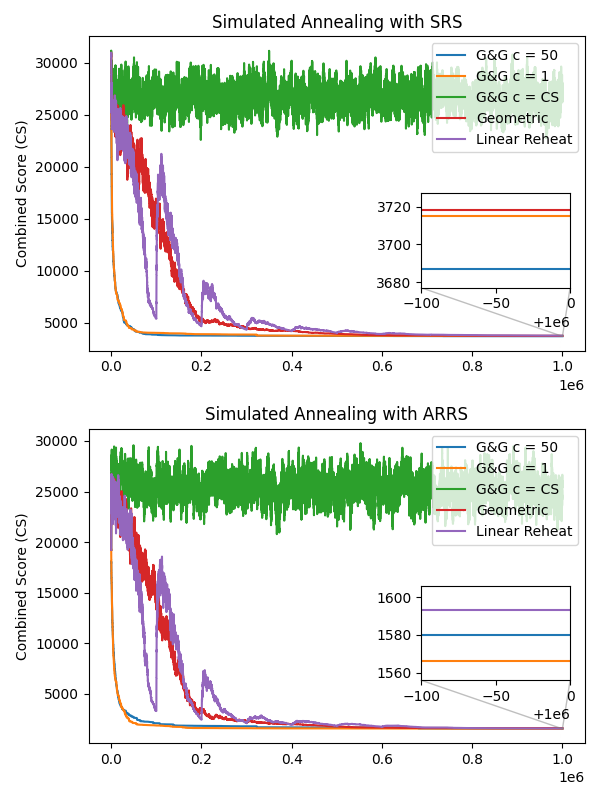 Simulated Annealing with SRS
G&G c = 50
G&G c = 1
G&G c = CS
Geometric
Linear Reheat
Combined Score (CS)
30000
25000
20000
15000
10000
5000
3720
3700
3680
−100
−50
0
+1e6
0.0
0.2
0.4
0.6
0.8
1.0
1e6
Simulated Annealing with ARRS
G&G c = 50
G&G c = 1
G&G c = CS
Geometric
Linear Reheat
Combined Score (CS)
30000
25000
20000
15000
10000
5000
1600
1580
1560
−100
−50
0
+1e6
0.0
0.2
0.4
0.6
0.8
1.0
1e6